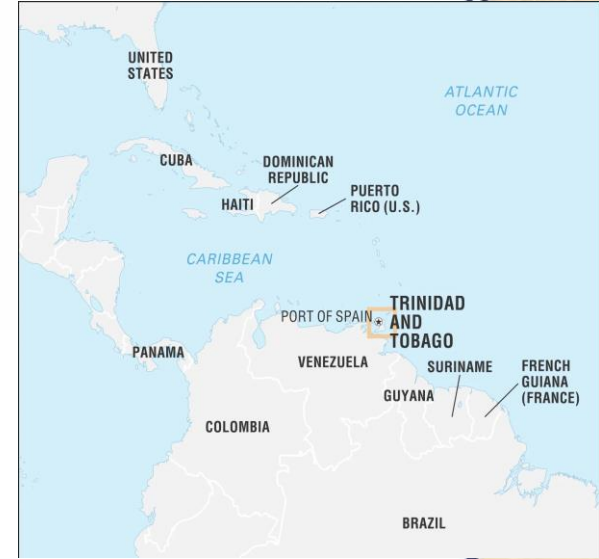 UNITED
STATES
ATLANTIC
OCEAN
CUBA
DOMINICAN
REPUBLIC
HAITI
PUERTO
RICO (U.S.)
CARIBBEAN
SEA
PORT OF SPAIN
TRINIDAD
AND
TOBAGO
PANAMA
VENEZUELA
SURINAME
FRENCH
GUIANA
(FRANCE)
GUYANA
COLOMBIA
BRAZIL